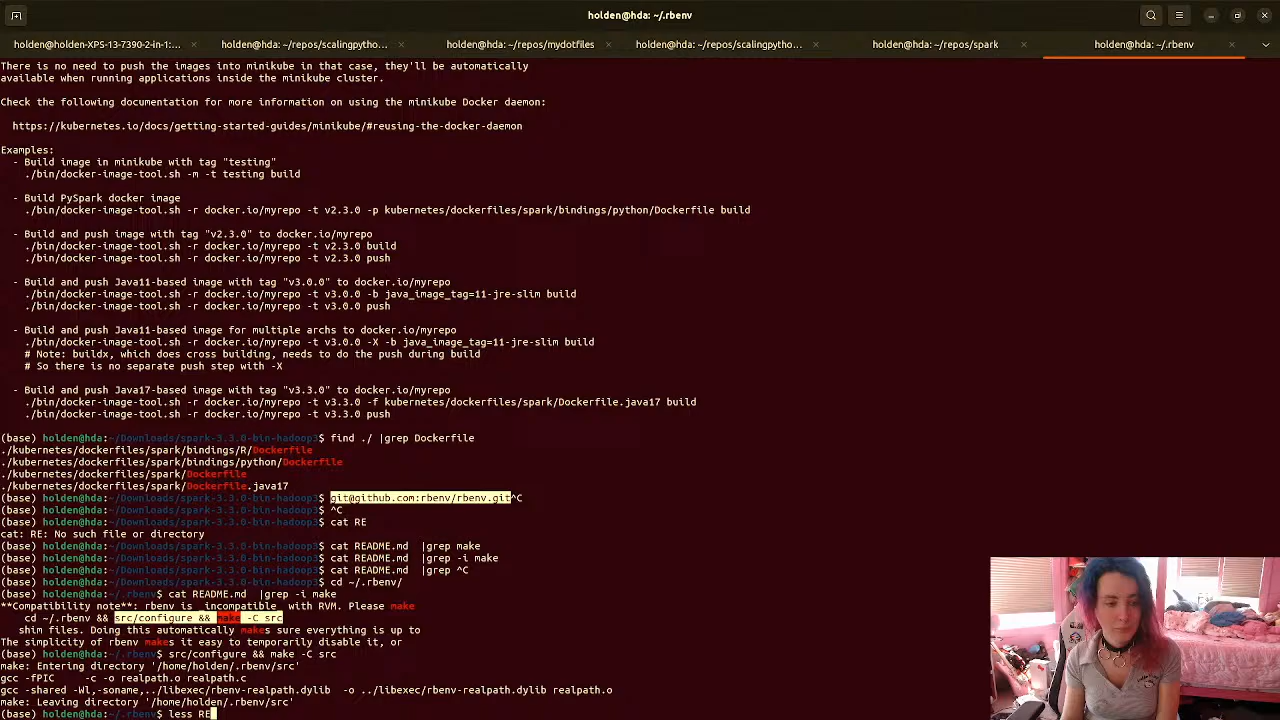 holden@hda: ~/.rbenv
holden@holden-XPS-13-7390-2-in-1:...
holden@hda: ~/repos/scalingpytho...
holden@hda: ~/repos/mydotfiles
holden@hda: ~/repos/scalingpytho...
holden@hda: ~/repos/spark
holden@hda: ~/.rbenv
There is no need to push the images into minikube in that case, they'll be automatically
available when running applications inside the minikube cluster.
Check the following documentation for more information on using the minikube Docker daemon:
https://kubernetes.io/docs/getting-started-guides/minikube/#reusing-the-docker-daemon
Examples:
- Build image in minikube with tag "testing"
./bin/docker-image-tool.sh -m -t testing build
- Build PySpark docker image
./bin/docker-image-tool.sh -r docker.io/myrepo -t v2.3.0 -p kubernetes/dockerfiles/spark/bindings/python/Dockerfile build
- Build and push image with tag "v2.3.0" to docker.io/myrepo
./bin/docker-image-tool.sh -r docker.io/myrepo -t v2.3.0 build
./bin/docker-image-tool.sh -r docker.io/myrepo -t v2.3.0 push
- Build and push Java11-based image with tag "v3.0.0" to docker.io/myrepo
./bin/docker-image-tool.sh -r docker.io/myrepo -t v3.0.0 -b java_image_tag=11-jre-slim build
./bin/docker-image-tool.sh -r docker.io/myrepo -t v3.0.0 push
- Build and push Java11-based image for multiple archs to docker.io/myrepo
./bin/docker-image-tool.sh -r docker.io/myrepo -t v3.0.0 -X -b java_image_tag=11-jre-slim build
# Note: buildx, which does cross building, needs to do the push during build
# So there is no separate push step with -X
- Build and push Java17-based image with tag "v3.3.0" to docker.io/myrepo
./bin/docker-image-tool.sh -r docker.io/myrepo -t v3.3.0 -f kubernetes/dockerfiles/spark/Dockerfile.java17 build
./bin/docker-image-tool.sh -r docker.io/myrepo -t v3.3.0 push
(base) holden@hda:~/Downloads/spark-3.3.0-bin-hadoop3$ find ./ |grep Dockerfile
./kubernetes/dockerfiles/spark/bindings/R/Dockerfile
./kubernetes/dockerfiles/spark/bindings/python/Dockerfile
./kubernetes/dockerfiles/spark/Dockerfile
./kubernetes/dockerfiles/spark/Dockerfile.java17
(base) holden@hda:~/Downloads/spark-3.3.0-bin-hadoop3$ git@github.com:rbenv/rbenv.git^C
(base) holden@hda:~/Downloads/spark-3.3.0-bin-hadoop3$ ^C
(base) holden@hda:~/Downloads/spark-3.3.0-bin-hadoop3$ cat RE
cat: RE: No such file or directory
(base) holden@hda:~/Downloads/spark-3.3.0-bin-hadoop3$ cat README.md  |grep make
(base) holden@hda:~/Downloads/spark-3.3.0-bin-hadoop3$ cat README.md  |grep -i make
(base) holden@hda:~/Downloads/spark-3.3.0-bin-hadoop3$ cat README.md  |grep ^C
(base) holden@hda:~/Downloads/spark-3.3.0-bin-hadoop3$ cd ~/.rbenv/
(base) holden@hda:~/.rbenv$ cat README.md  |grep -i make
**Compatibility note**: rbenv is _incompatible_ with RVM. Please make
cd ~/.rbenv && src/configure && make -C src
shim files. Doing this automatically makes sure everything is up to
The simplicity of rbenv makes it easy to temporarily disable it, or
(base) holden@hda:~/.rbenv$ src/configure && make -C src
make: Entering directory '/home/holden/.rbenv/src'
gcc -fPIC     -c -o realpath.o realpath.c
gcc -shared -Wl,-soname,../libexec/rbenv-realpath.dylib  -o ../libexec/rbenv-realpath.dylib realpath.o
make: Leaving directory '/home/holden/.rbenv/src'
(base) holden@hda:~/.rbenv$ less RE